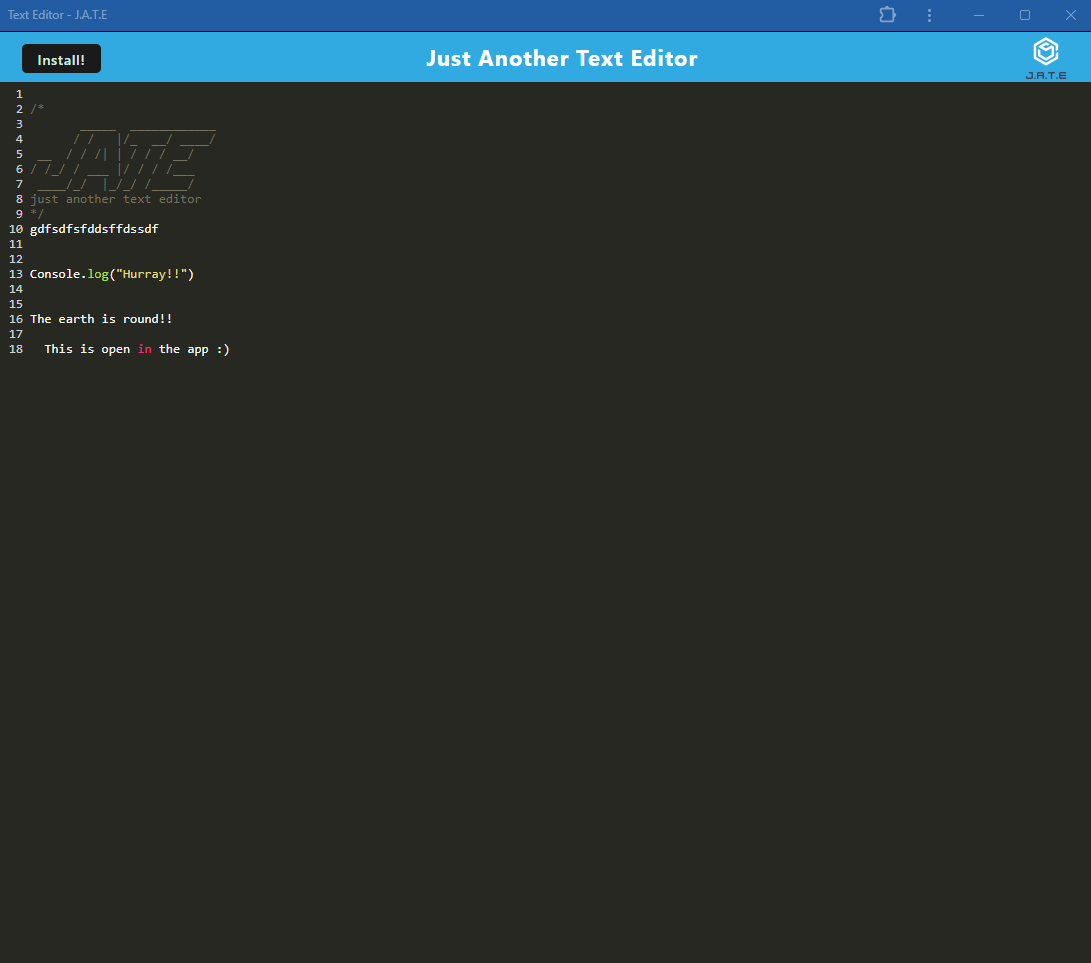 Text Editor - J.A.T.E
Install!
Just Another Text Editor
J.A.T.E
1
2 /*
3        _____  ____________
4       / /   |/_  __/ ____/
5  __  / / /| | / / / __/
6 / /_/ / ___ |/ / / /___
7  ____/_/  |_/_/ /_____/
8 just another text editor
9 */
10 gdfsdfsfddsffdssdf
11
12
13 Console.log("Hurray!!")
14
15
16 The earth is round!!
17
18   This is open in the app :)